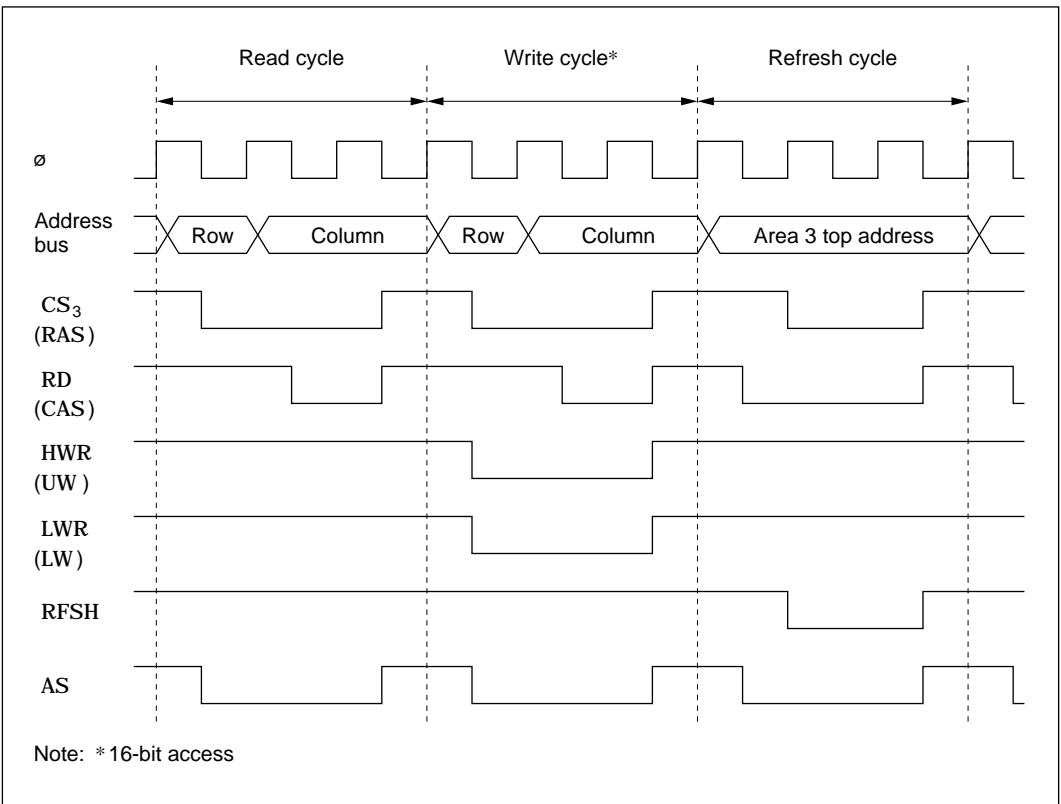 Read cycle Write cycle* Refresh cycle
ø
Address
bus
Row Column Row Column Area 3 top address
CS₃
(RAS)
RD
(CAS)
HWR
(UW)
LWR
(LW)
RFSH
AS
Note: *16-bit access